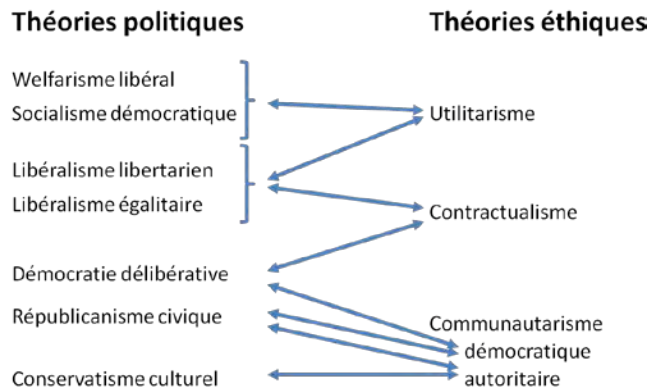 Théories politiques
Théories éthiques
Welfarisme libéral
Socialisme démocratique
Utilitarisme
Libéralisme libertarien
Libéralisme égalitaire
Contractualisme
Démocratie délibérative
Républicanisme civique
Communautarisme
démocratique
Conservatisme culturel
autoritaire